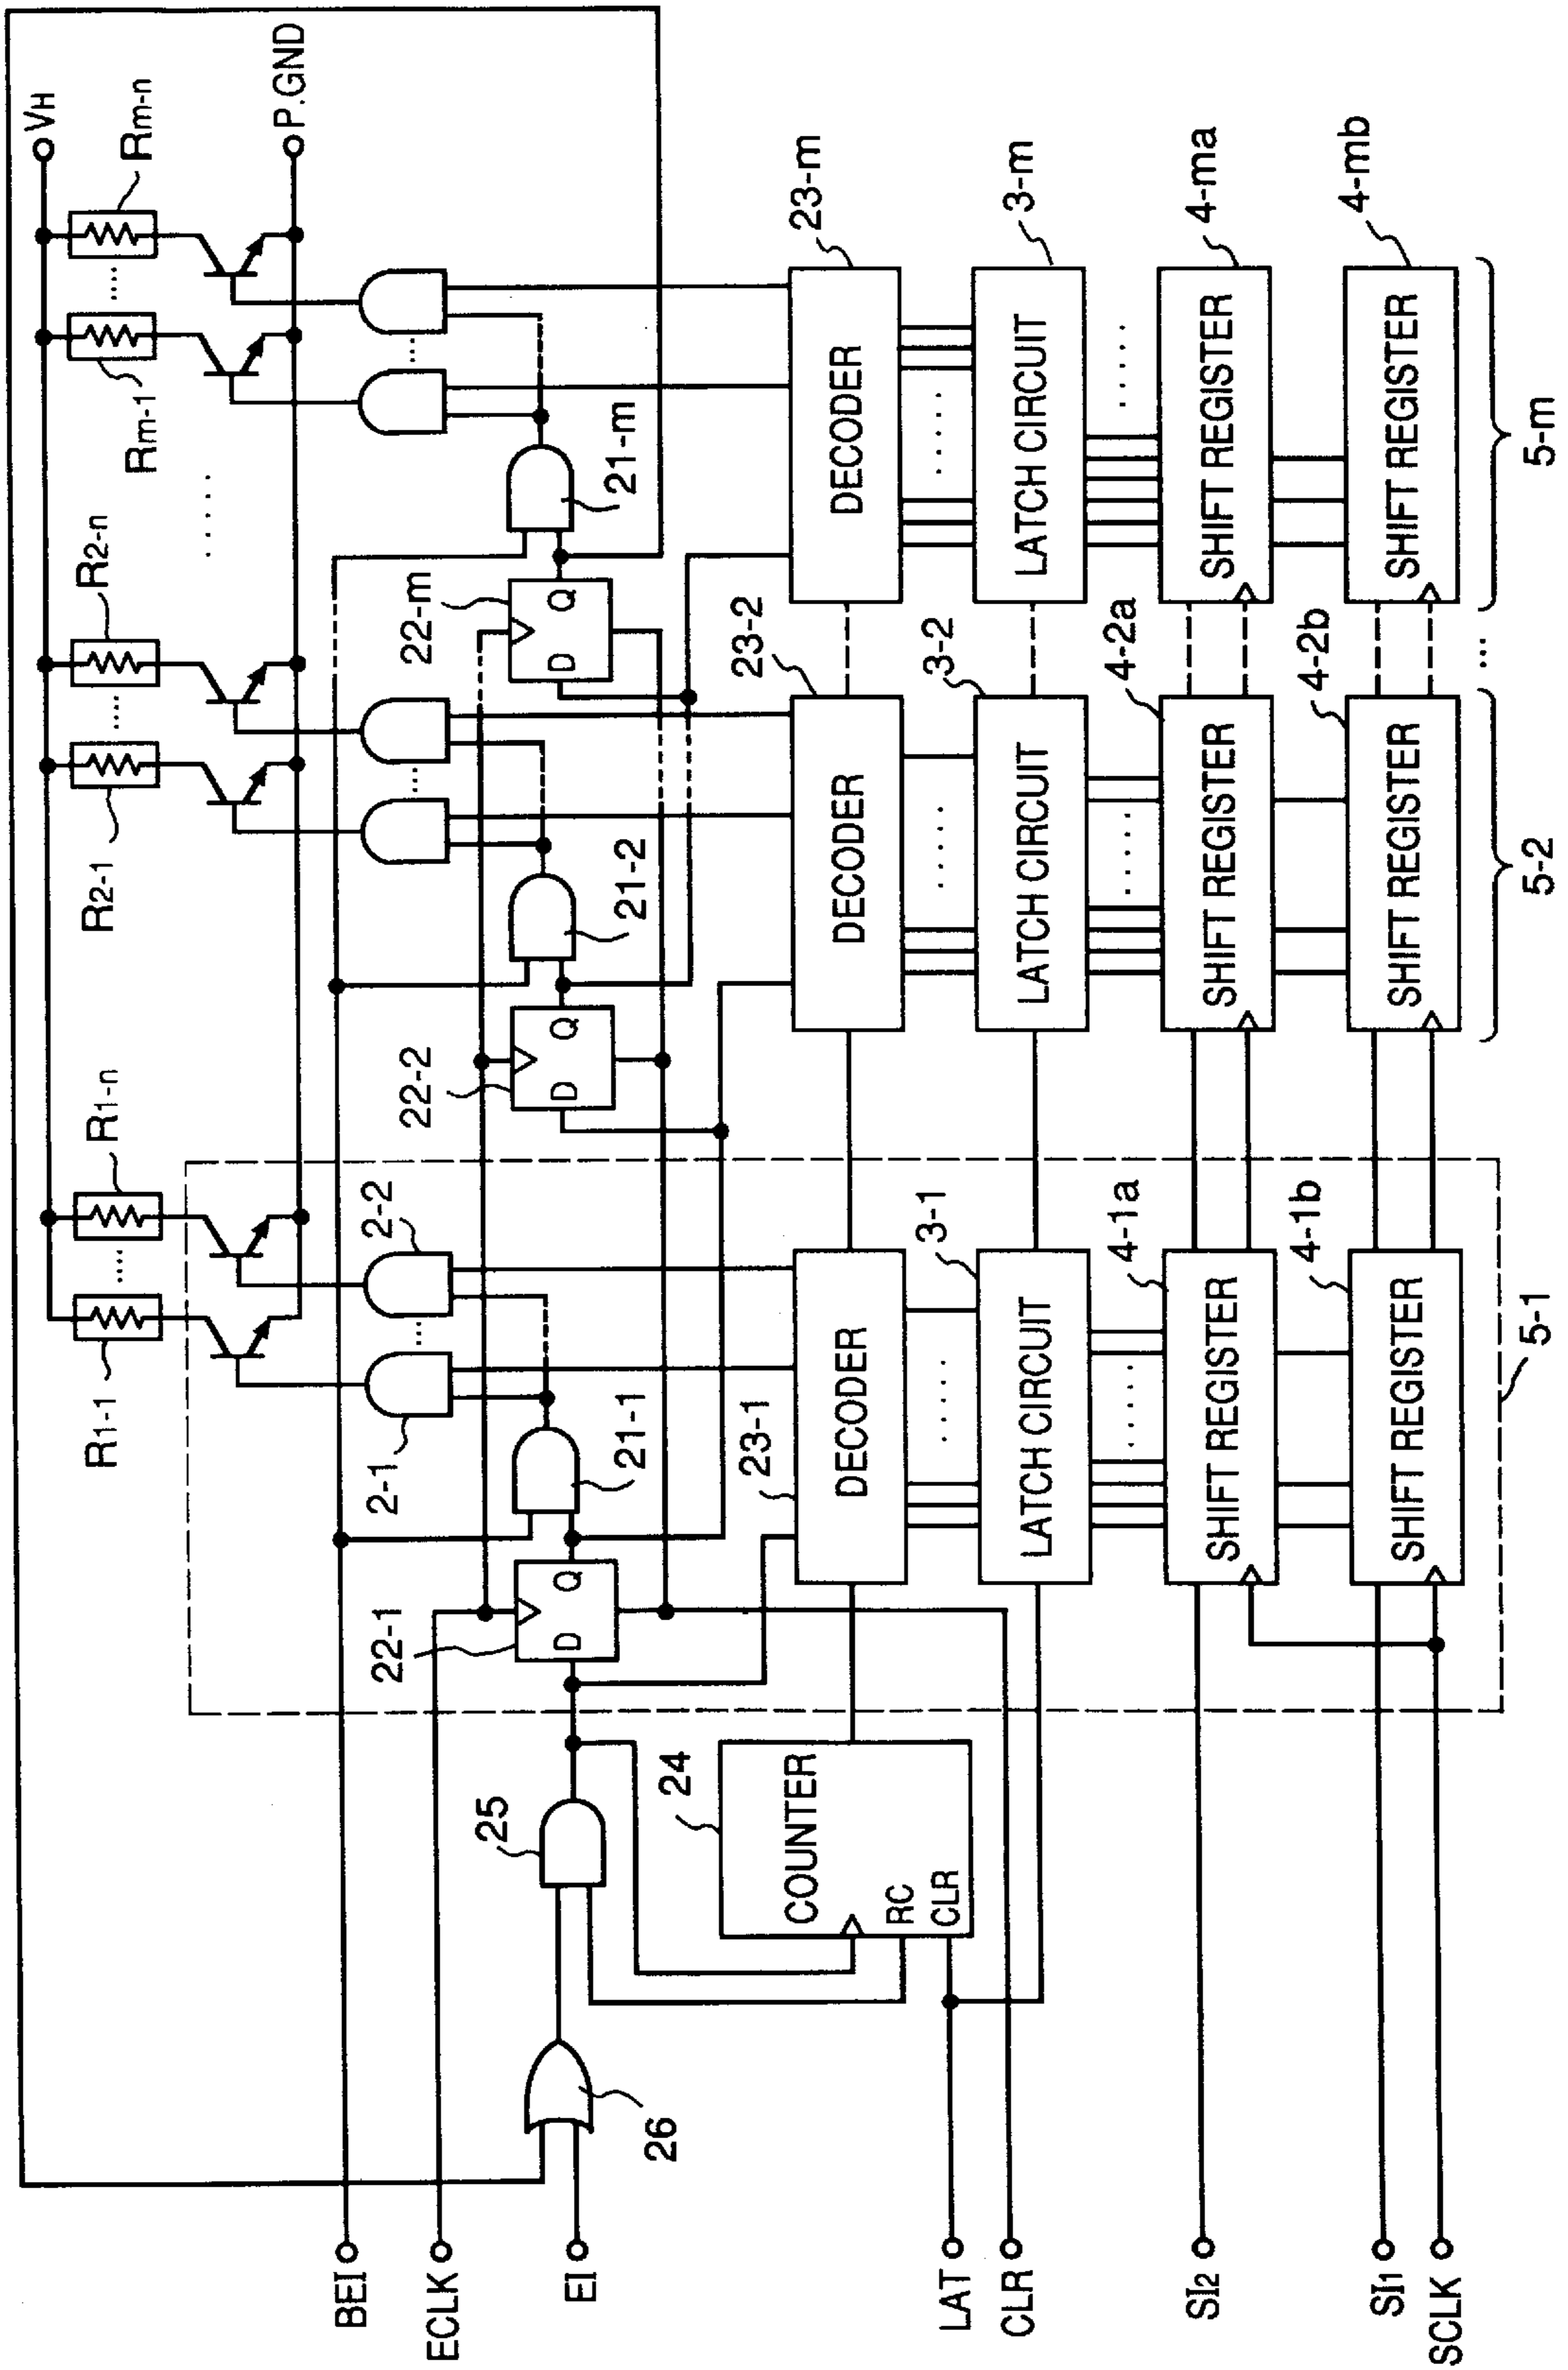 VH
P.GND
R1-1
R1-n
R2-1
R2-n
Rm-1
Rm-n
2-1
2-2
21-1
21-2
21-m
22-1
D
Q
22-2
D
Q
22-m
D
Q
25
26
24
COUNTER
RC
CLR
23-1
DECODER
23-2
DECODER
23-m
DECODER
3-1
LATCH CIRCUIT
3-2
LATCH CIRCUIT
3-m
LATCH CIRCUIT
4-1a
SHIFT REGISTER
4-2a
SHIFT REGISTER
4-ma
SHIFT REGISTER
4-1b
SHIFT REGISTER
4-2b
SHIFT REGISTER
4-mb
SHIFT REGISTER
5-1
5-2
...
5-m
BEI
ECLK
EI
LAT
CLR
SI2
SI1
SCLK